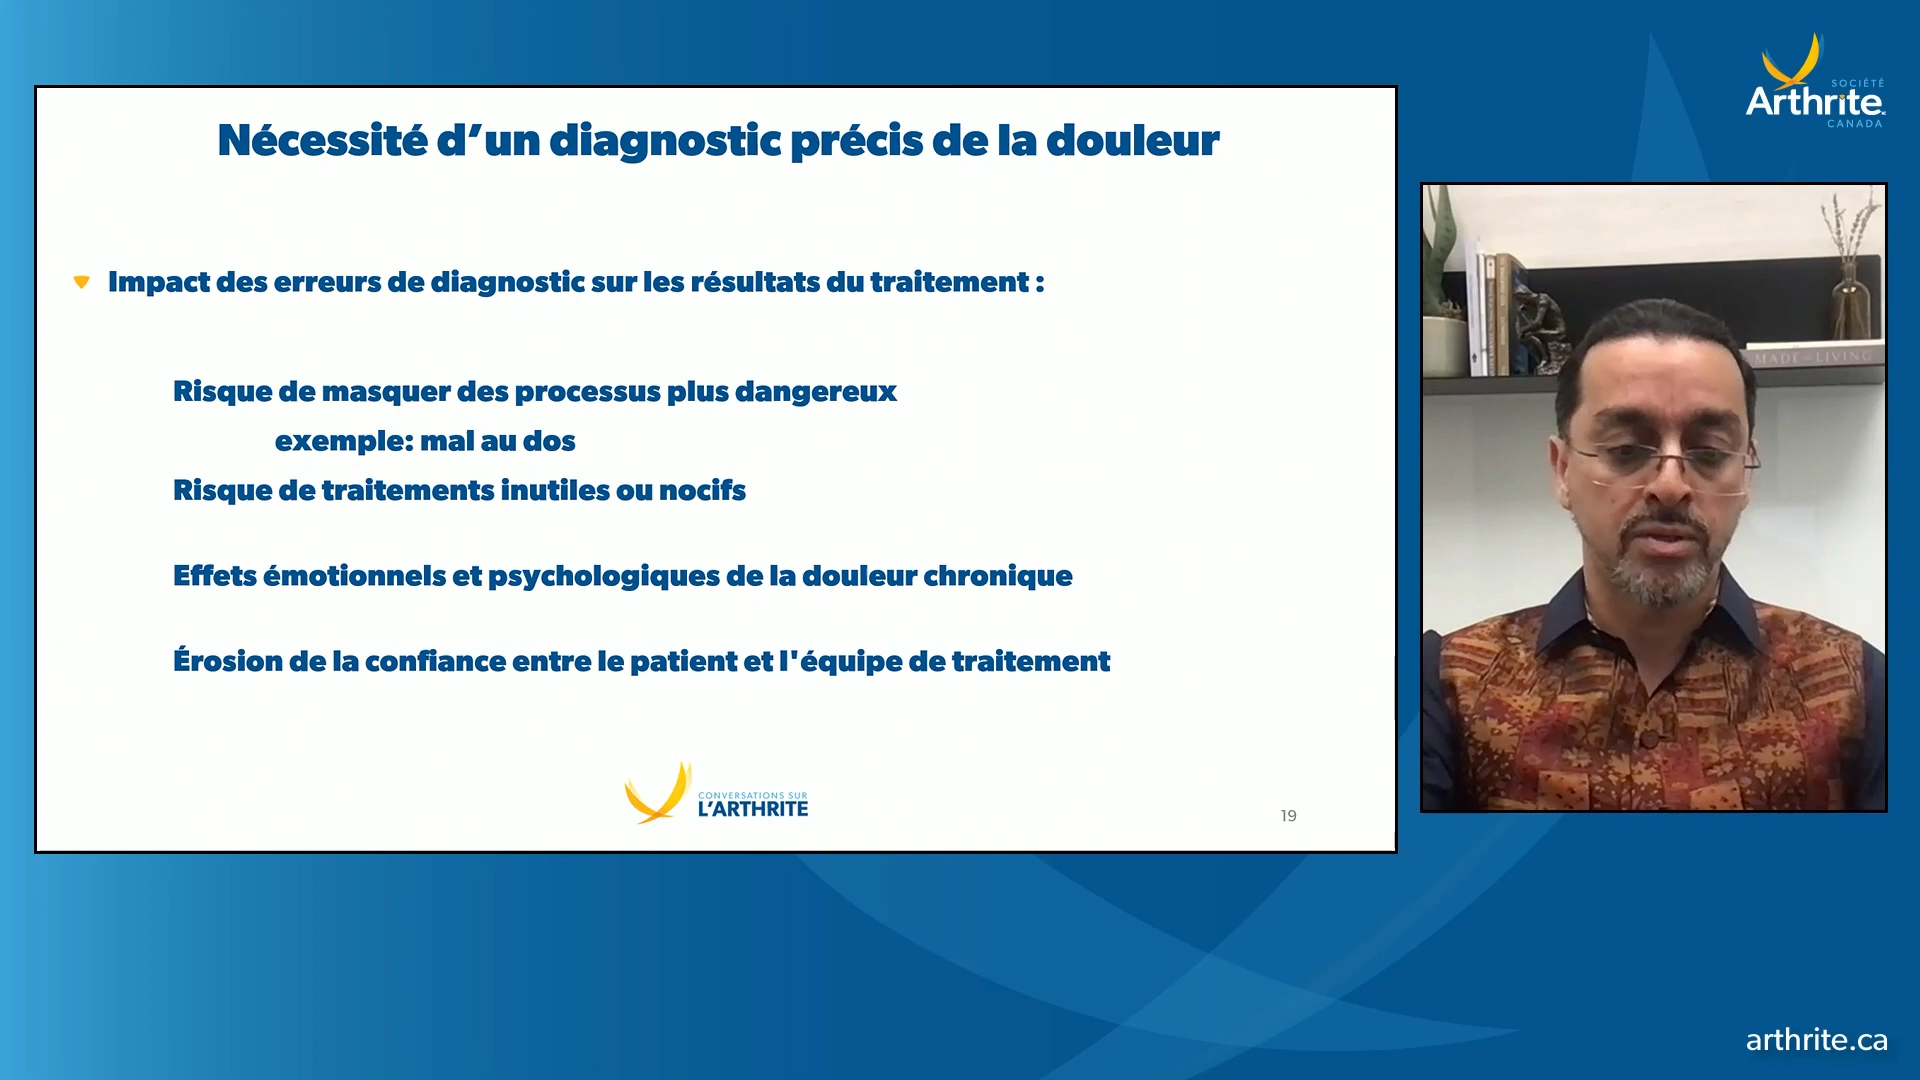 Nécessité d’un diagnostic précis de la douleur
Impact des erreurs de diagnostic sur les résultats du traitement :
Risque de masquer des processus plus dangereux
exemple: mal au dos
Risque de traitements inutiles ou nocifs
Effets émotionnels et psychologiques de la douleur chronique
Érosion de la confiance entre le patient et l'équipe de traitement
CONVERSATIONS SUR
L’ARTHRITE
19
SOCIÉTÉ
Arthrite
CANADA
MADE FOR LIVING
arthrite.ca